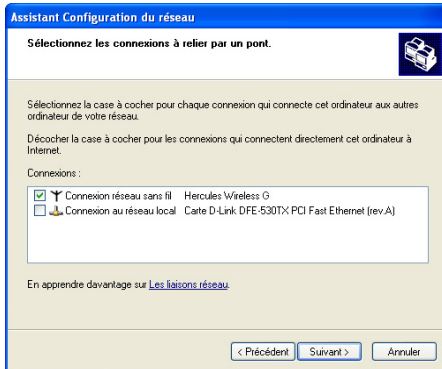 Assistant Configuration du réseau
Sélectionnez les connexions à relier par un pont.
Sélectionnez la case à cocher pour chaque connexion qui connecte cet ordinateur aux autres
ordinateur de votre réseau.
Décocher la case à cocher pour les connexions qui connectent directement cet ordinateur à
Internet.
Connexions :
Connexion réseau sans fil Hercules Wireless G
Connexion au réseau local Carte D-Link DFE-530TX PCI Fast Ethernet (rev.A)
En apprendre davantage sur Les liaisons réseau.
< Précédent Suivant > Annuler